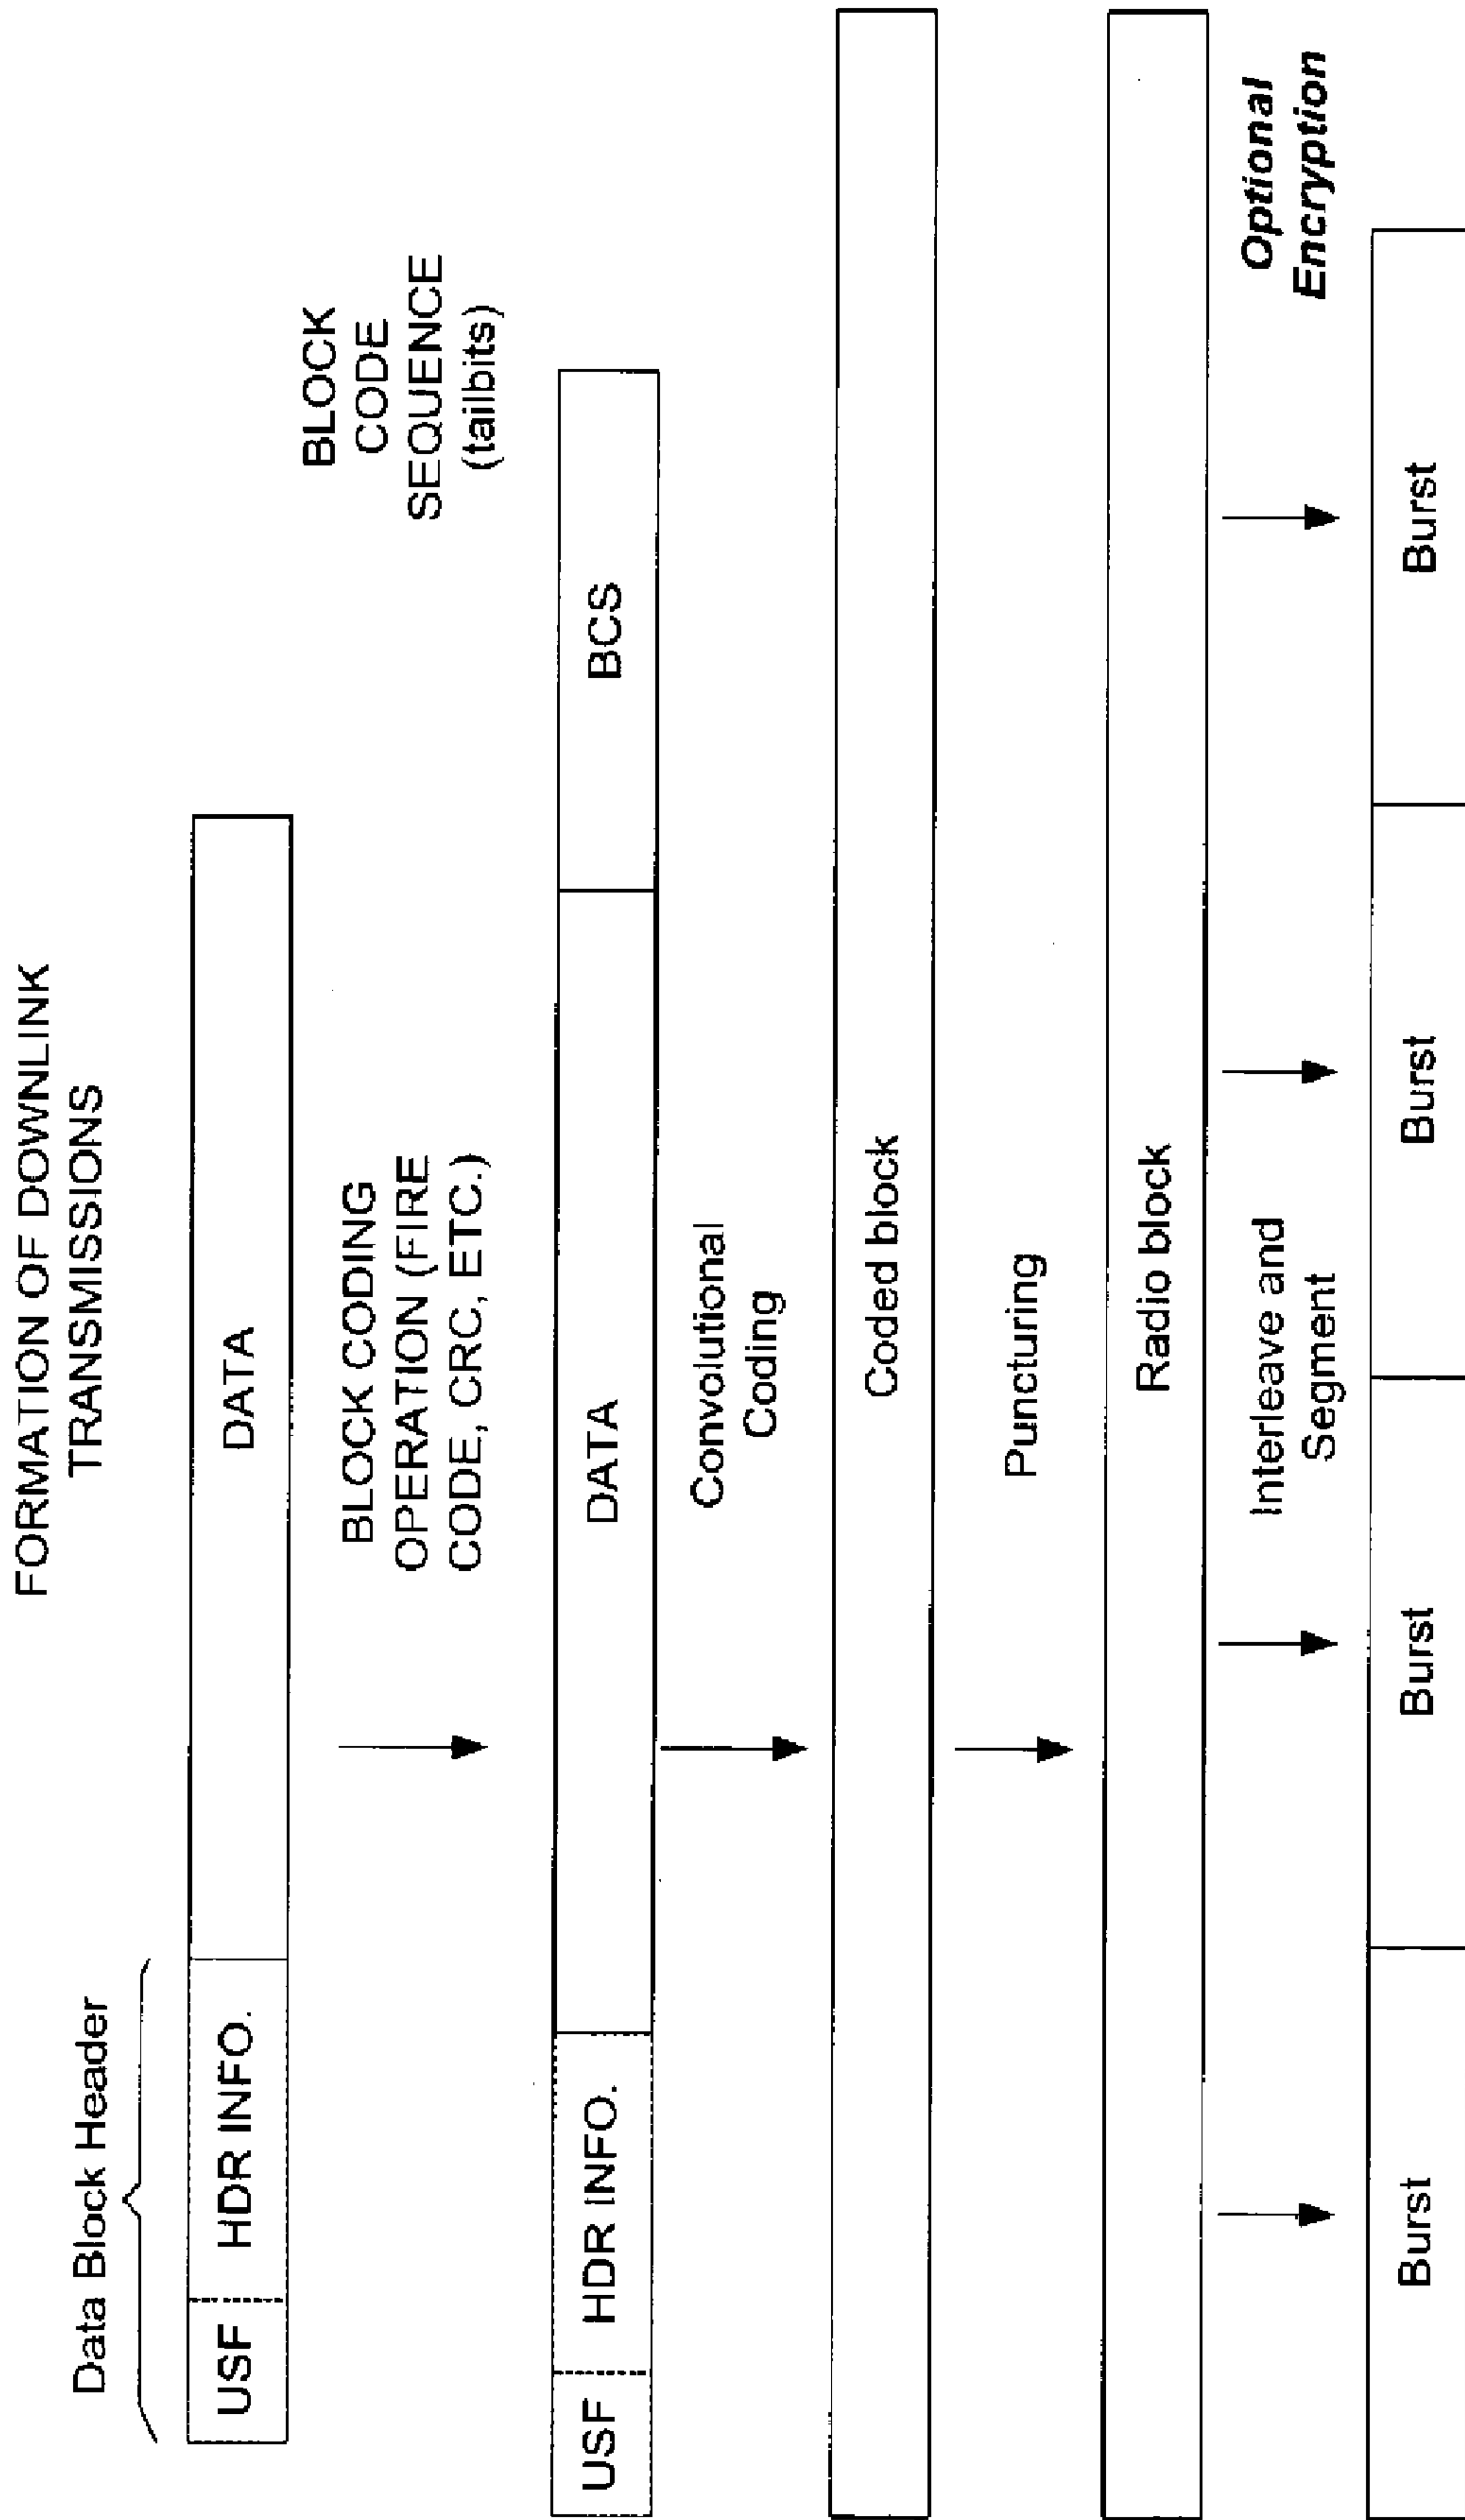 FORMATION OF DOWNLINK
TRANSMISSIONS
Data Block Header
USF
HDR INFO.
DATA
BLOCK CODING
OPERATION (FIRE
CODE, CRC, ETC.)
BLOCK
CODE
SEQUENCE
(tailbits)
USF
HDR INFO.
DATA
BCS
Convolutional
Coding
Coded block
Puncturing
Radio block
Interleave and
Segment
Optional
Encryption
Burst
Burst
Burst
Burst